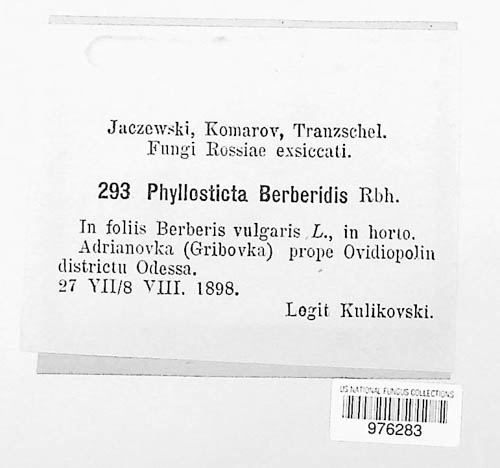 Jaczewski, Komarov, Tranzschel.
Fungi Rossiae exsiccati.
293 Phyllosticta Berberidis Rbh.
In foliis Berberis vulgaris L., in horto.
Adrianovka (Gribovka) prope Ovidiopolin
districtu Odessa.
27 VII/8 VIII. 1898.
Legit Kulikovski.
US NATIONAL FUNGUS COLLECTIONS
976283